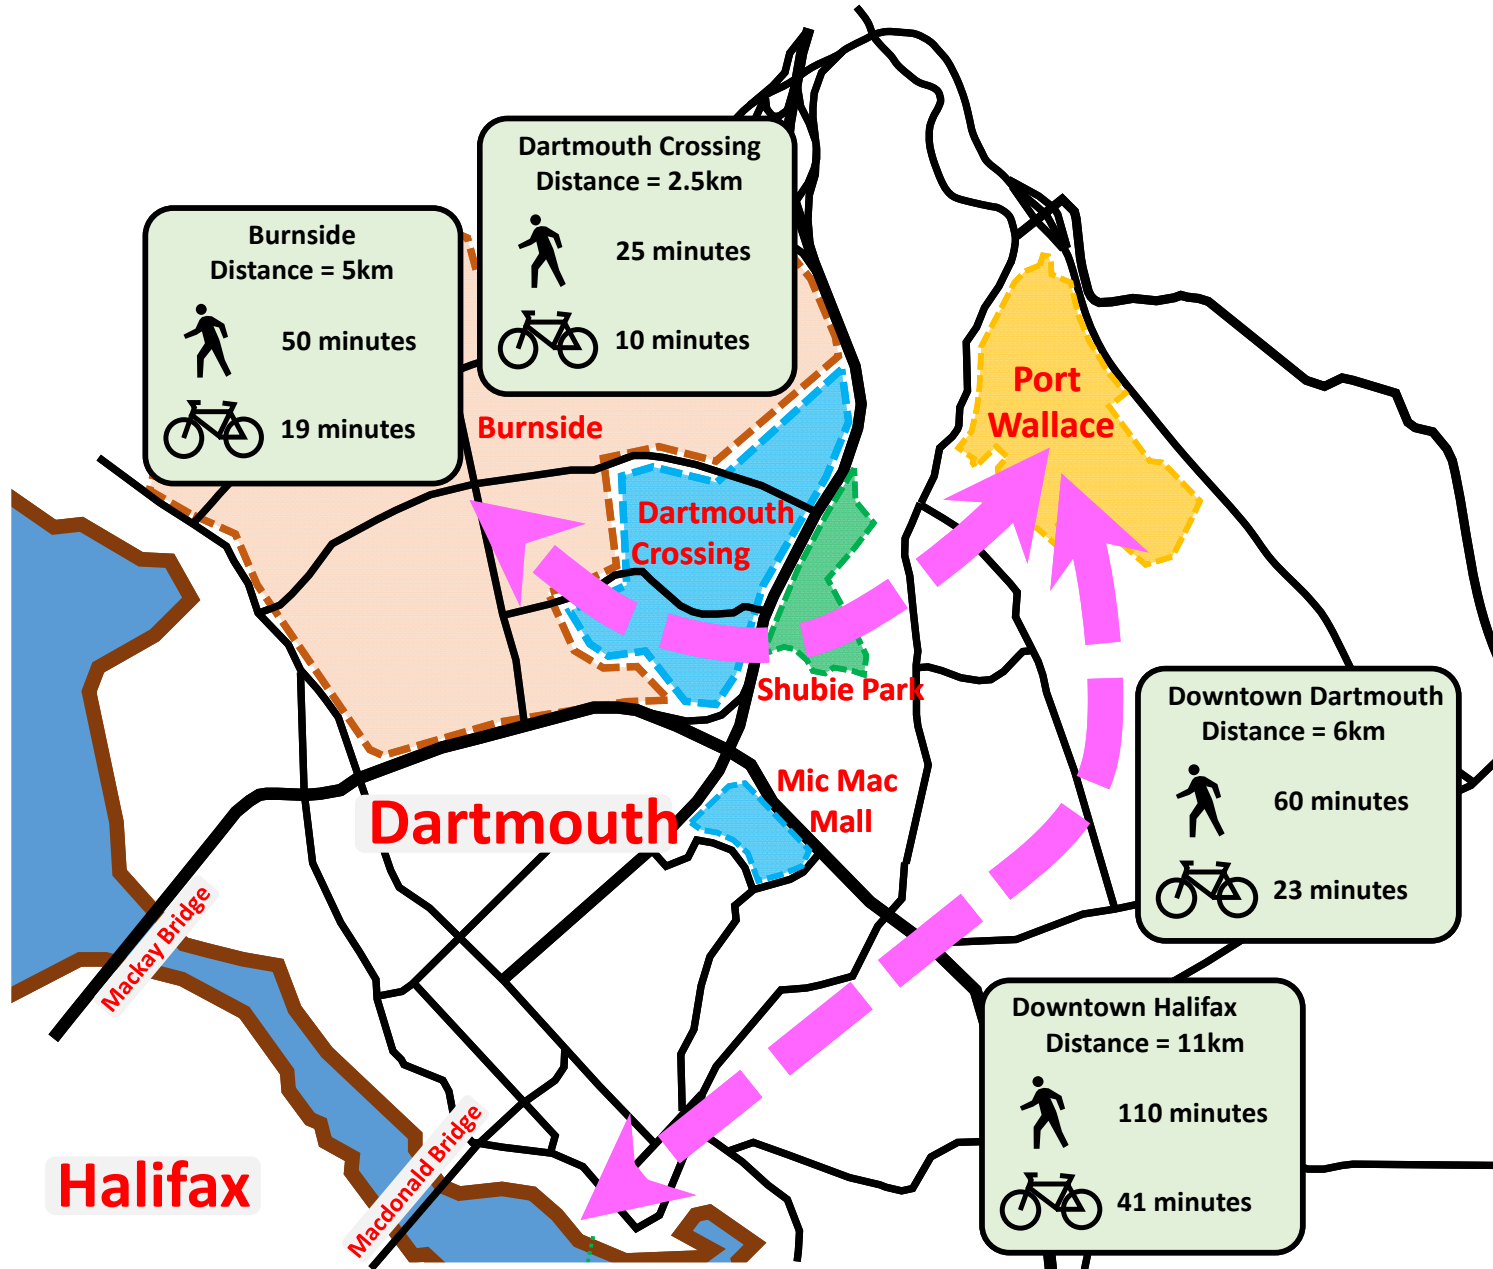 Dartmouth Crossing
Distance = 2.5km
25 minutes
10 minutes
Burnside
Distance = 5km
50 minutes
19 minutes
Burnside
Port
Wallace
Dartmouth
Crossing
Shubie Park
Downtown Dartmouth
Distance = 6km
60 minutes
23 minutes
Mic Mac
Mall
Dartmouth
Mackay Bridge
Downtown Halifax
Distance = 11km
110 minutes
41 minutes
Macdonald Bridge
Halifax